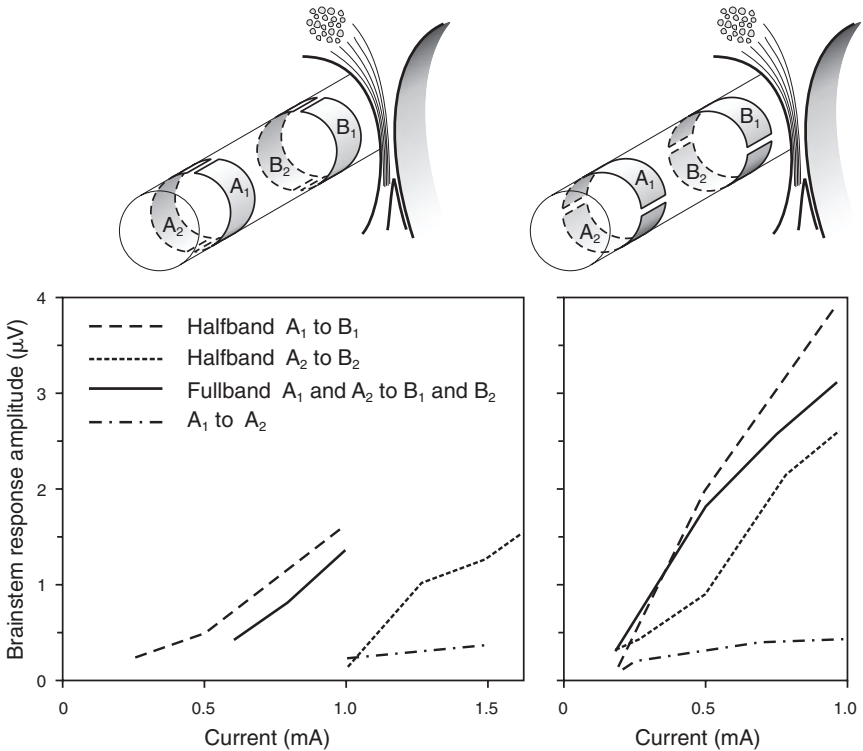 B₁
B₂
A₁
A₂
B₁
B₂
A₁
A₂
Brainstem response amplitude (μV)
4
3
2
1
0
Halfband A₁ to B₁
Halfband A₂ to B₂
Fullband A₁ and A₂ to B₁ and B₂
A₁ to A₂
0 0.5 1.0 1.5
Current (mA)
0 0.5 1.0
Current (mA)